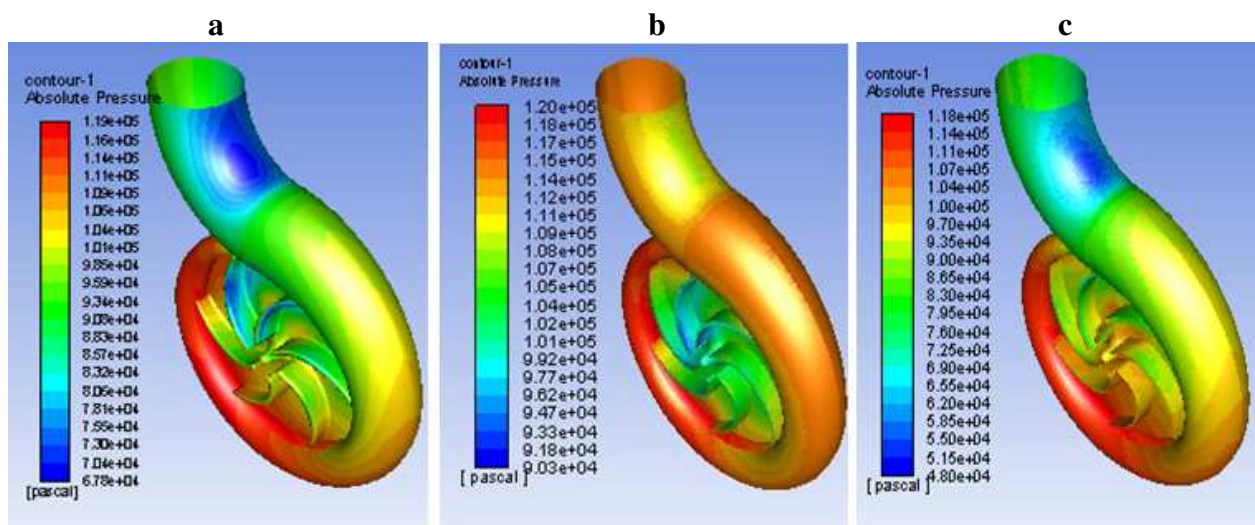 a
b
c
contour-1
Absolute Pressure
1.19e+05
1.16e+05
1.14e+05
1.11e+05
1.09e+05
1.06e+05
1.04e+05
1.01e+05
9.85e+04
9.59e+04
9.34e+04
9.08e+04
8.83e+04
8.57e+04
8.32e+04
8.06e+04
7.81e+04
7.55e+04
7.30e+04
7.04e+04
6.78e+04
[pascal]
contour-1
Absolute Pressure
1.20e+05
1.18e+05
1.17e+05
1.15e+05
1.14e+05
1.12e+05
1.11e+05
1.09e+05
1.08e+05
1.07e+05
1.05e+05
1.04e+05
1.02e+05
1.01e+05
9.92e+04
9.77e+04
9.62e+04
9.47e+04
9.33e+04
9.18e+04
9.03e+04
[ pascal ]
contour-1
Absolute Pressure
1.18e+05
1.14e+05
1.11e+05
1.07e+05
1.04e+05
1.00e+05
9.70e+04
9.35e+04
9.00e+04
8.65e+04
8.30e+04
7.95e+04
7.60e+04
7.25e+04
6.90e+04
6.55e+04
6.20e+04
5.85e+04
5.50e+04
5.15e+04
4.80e+04
[ pascal ]